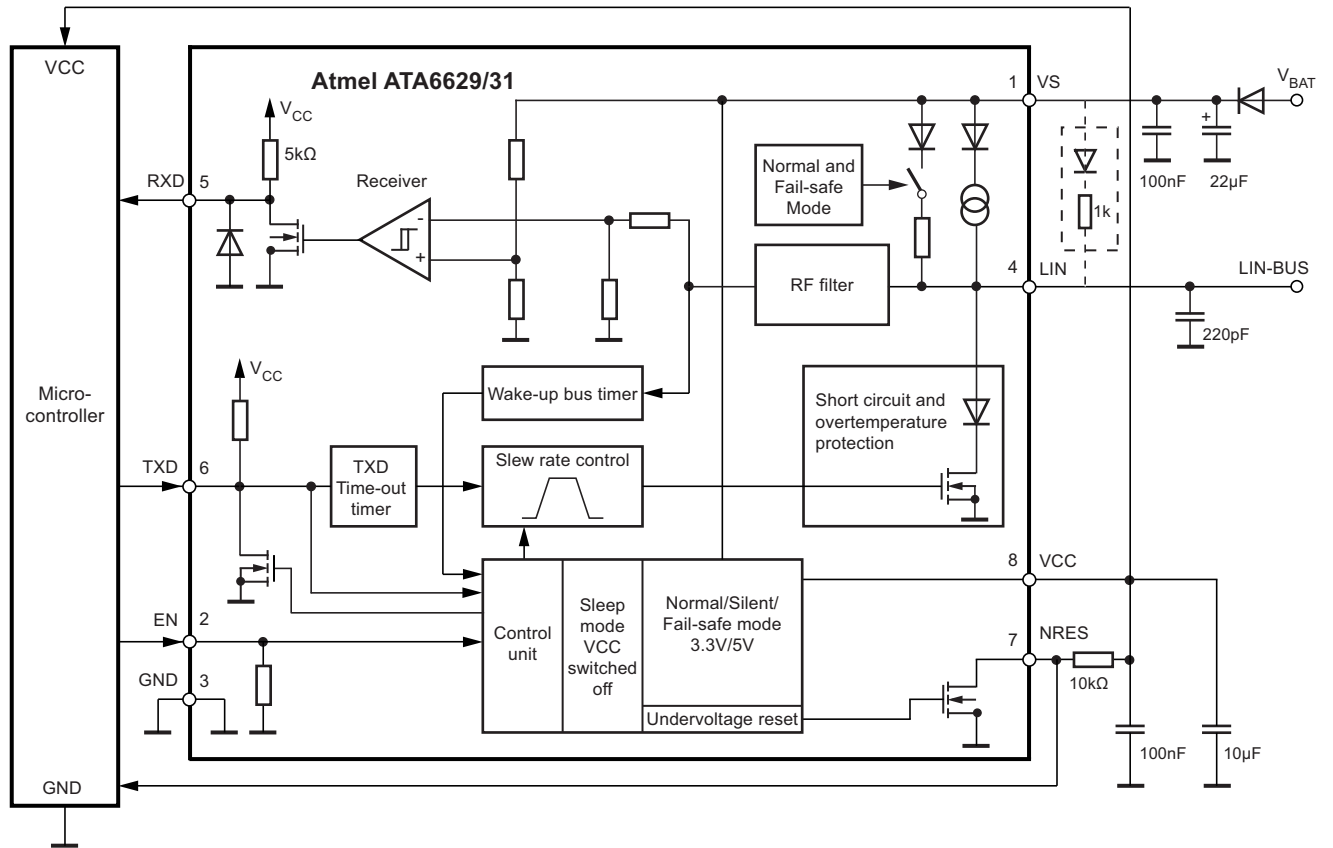 VCC
Atmel ATA6629/31
1
VS
VBAT
VCC
5kΩ
RXD
5
Receiver
-
+
Normal and
Fail-safe
Mode
+
100nF
22µF
1k
4
LIN
LIN-BUS
RF filter
220pF
VCC
Micro-
controller
Wake-up bus timer
Short circuit and
overtemperature
protection
TXD
6
TXD
Time-out
timer
Slew rate control
8
VCC
EN
2
Control
unit
Sleep
mode
VCC
switched
off
Normal/Silent/
Fail-safe mode
3.3V/5V
7
NRES
10kΩ
GND
3
Undervoltage reset
100nF
10µF
GND